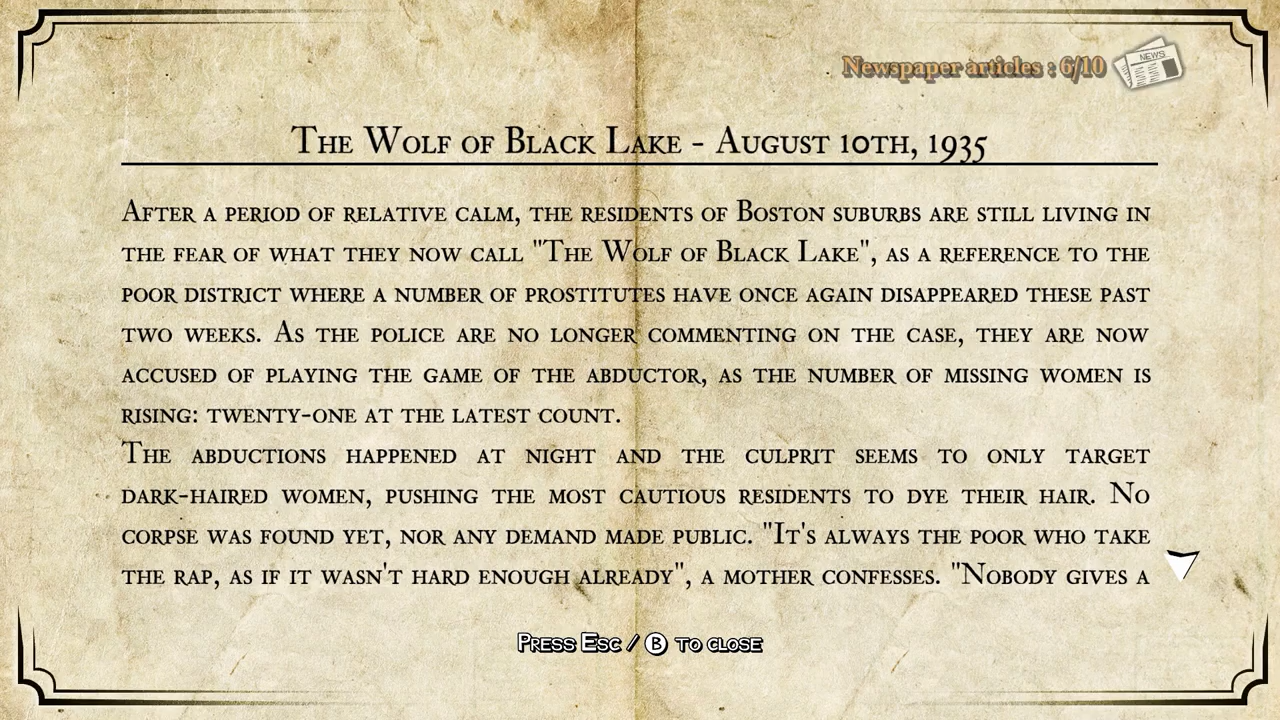 Newspaper articles : 6/10
NEWS
The Wolf of Black Lake - August 10th, 1935
After a period of relative calm, the residents of Boston suburbs are still living in
the fear of what they now call "The Wolf of Black Lake", as a reference to the
poor district where a number of prostitutes have once again disappeared these past
two weeks. As the police are no longer commenting on the case, they are now
accused of playing the game of the abductor, as the number of missing women is
rising: twenty-one at the latest count.
The abductions happened at night and the culprit seems to only target
dark-haired women, pushing the most cautious residents to dye their hair. No
corpse was found yet, nor any demand made public. "It's always the poor who take
the rap, as if it wasn't hard enough already", a mother confesses. "Nobody gives a
Press Esc / B to close